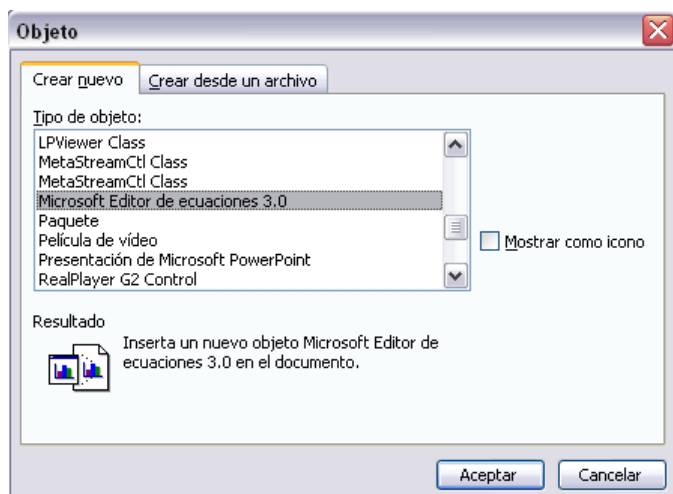 Objeto
Crear nuevo
Crear desde un archivo
Tipo de objeto:
LPViewer Class
MetaStreamCtl Class
MetaStreamCtl Class
Microsoft Editor de ecuaciones 3.0
Paquete
Película de vídeo
Presentación de Microsoft PowerPoint
RealPlayer G2 Control
Mostrar como icono
Resultado
Inserta un nuevo objeto Microsoft Editor de
ecuaciones 3.0 en el documento.
Aceptar
Cancelar